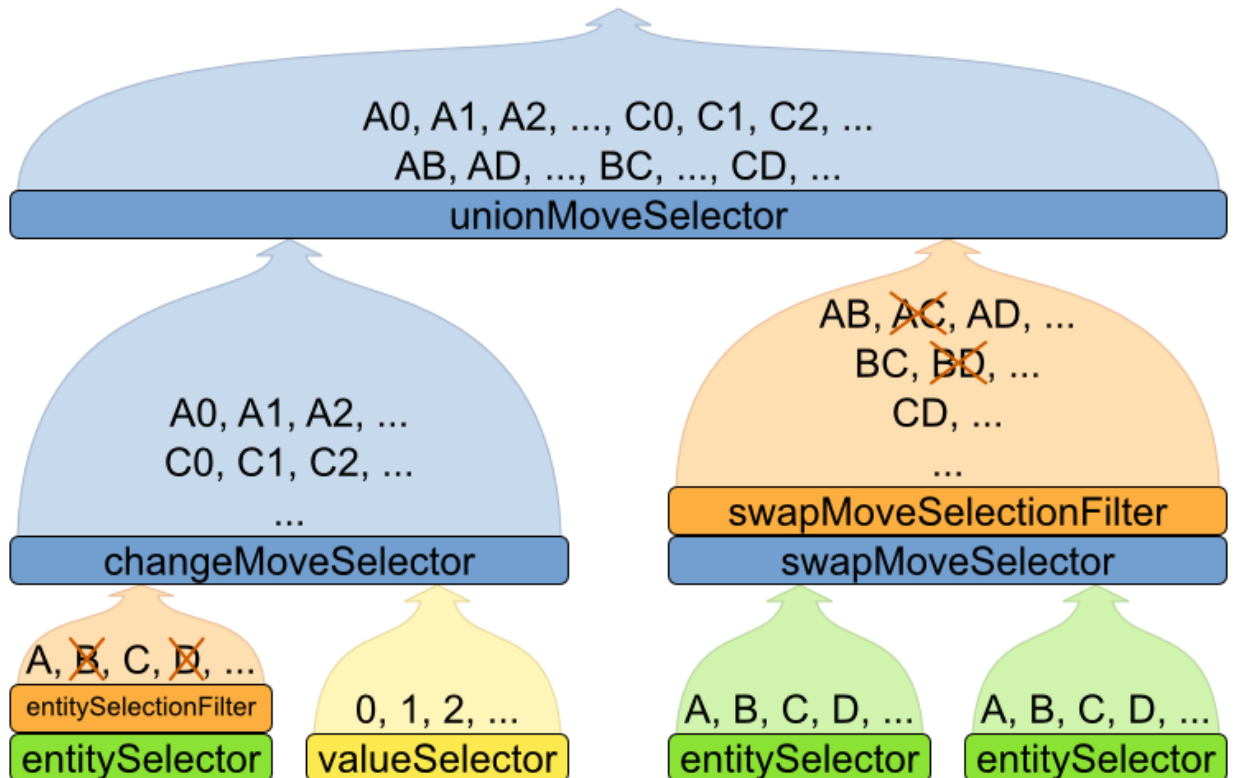 A0, A1, A2, ..., C0, C1, C2, ...
AB, AD, ..., BC, ..., CD, ...
unionMoveSelector
A0, A1, A2, ...
C0, C1, C2, ...
...
changeMoveSelector
A, B, C, D, ...
entitySelectionFilter
entitySelector
0, 1, 2, ...
valueSelector
AB, AC, AD, ...
BC, BD, ...
CD, ...
...
swapMoveSelectionFilter
swapMoveSelector
A, B, C, D, ...
entitySelector
A, B, C, D, ...
entitySelector